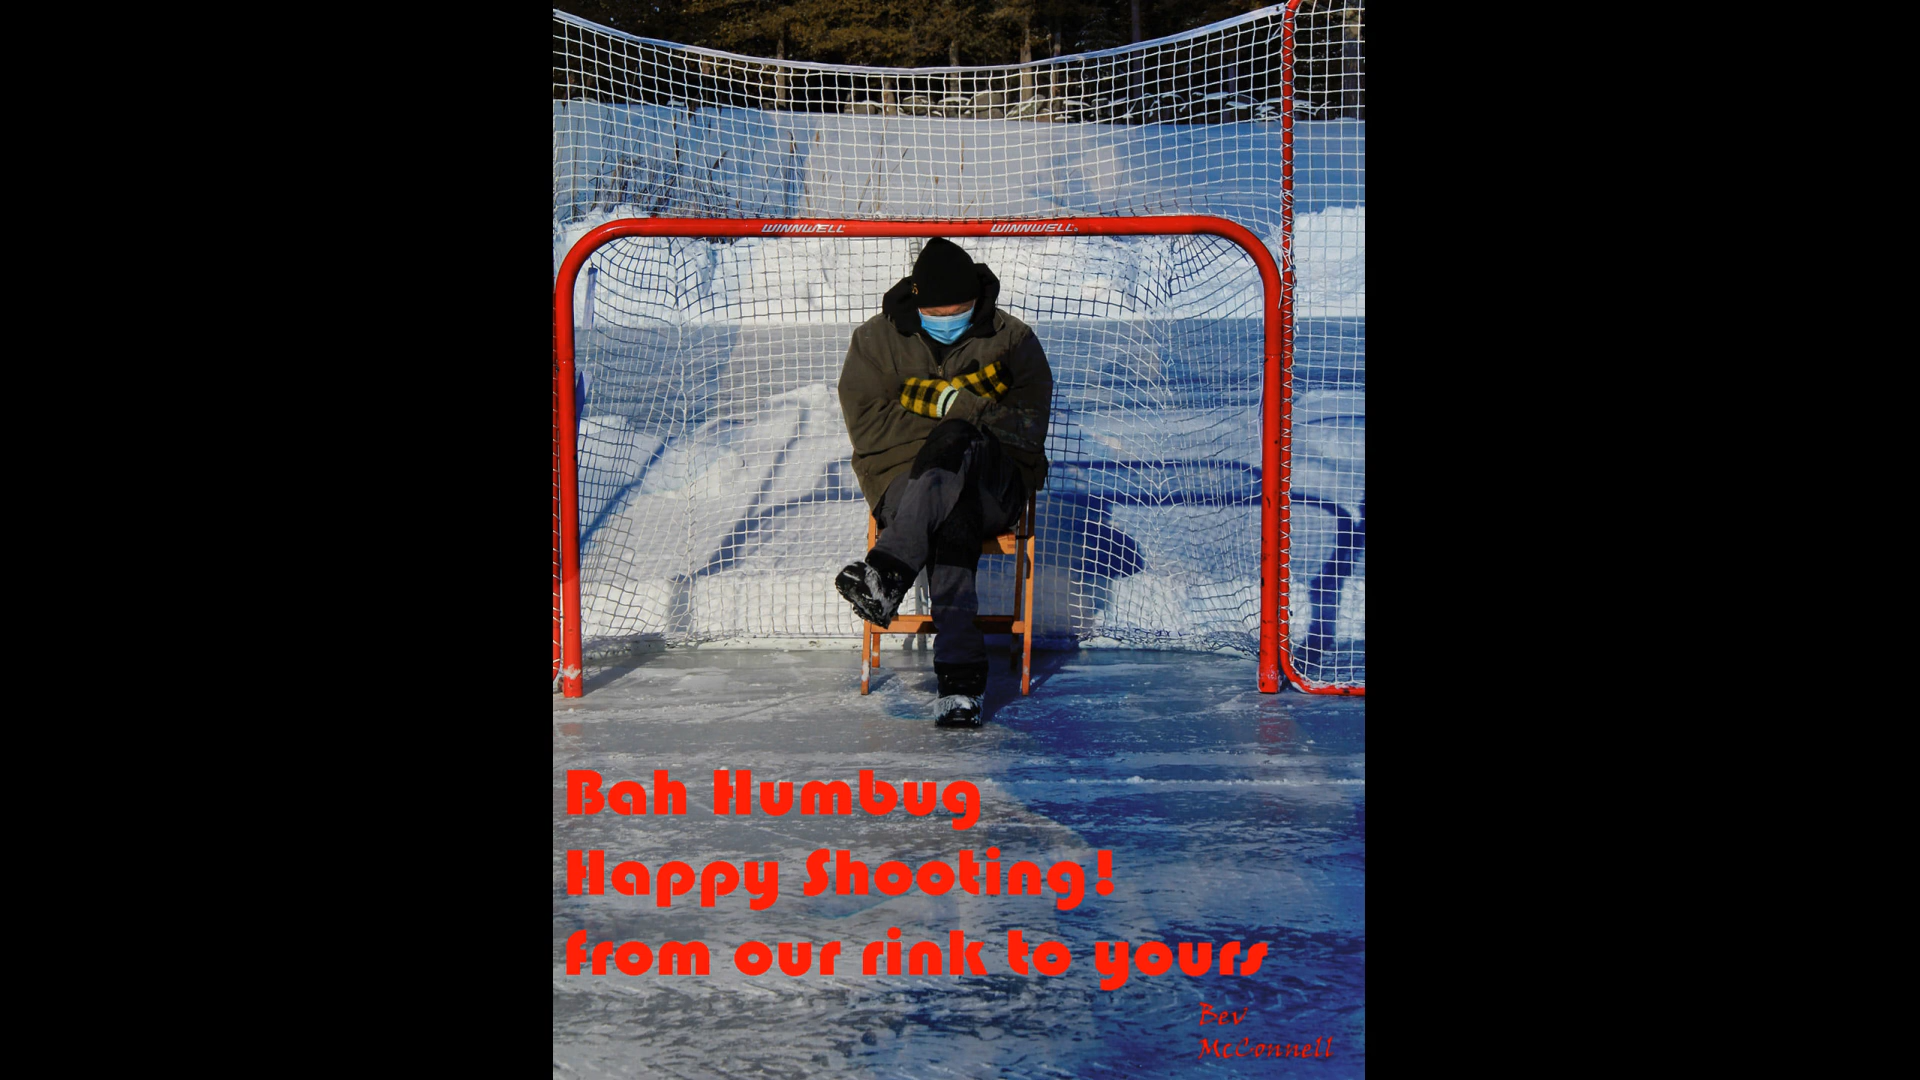 WINNWELL WINNWELL
Bah Humbug
Happy Shooting!
from our rink to yours
Bev
McConnell